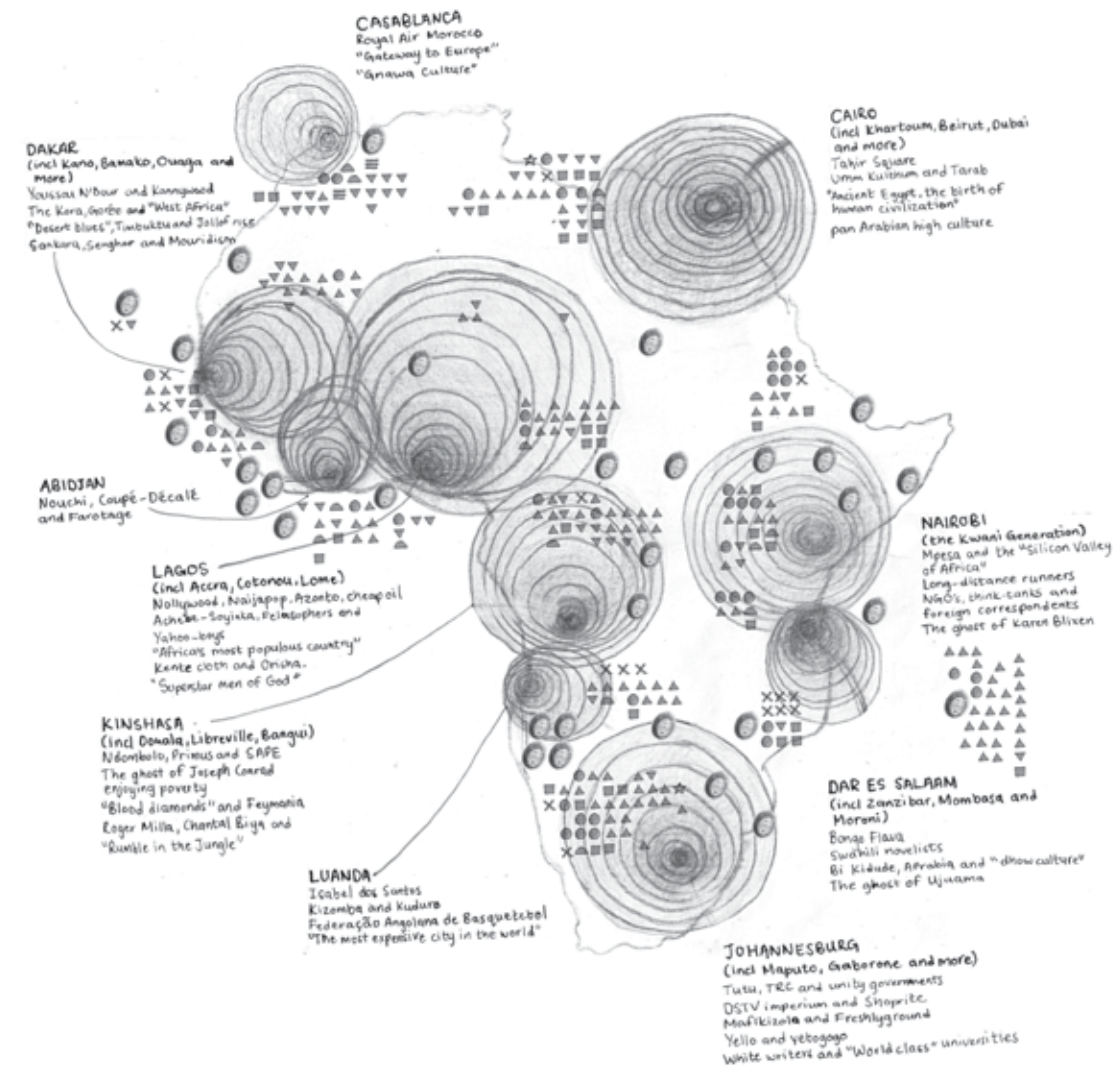 CASABLANCA
Royal Air Morocco
"Gateway to Europe"
"Gnawa Culture"
CAIRO
(incl Khartoum, Beirut, Dubai
and more)
Tahir Square
Umm Kulthum and Tarab
"Ancient Egypt, the birth of
human civilization"
pan Arabian high culture
DAKAR
(incl Kano, Bamako, Ouaga and
more)
Youssou N'Dour and Kannywood
The Kora, Gorée and "West Africa"
"Desert blues", Timbuktu and Jollof rise
Sankara, Senghor and Mouridism
ABIDJAN
Nouchi, Coupé-Décalé
and Farotage
LAGOS
(incl Accra, Cotonou, Lome)
Nollywood, Naijapop, Azonto, cheap oil
Achebe-Soyinka, Felasophers and
Yahoo-boys
"Africa's most populous country"
Kente cloth and Orisha.
"Superstar men of God"
KINSHASA
(incl Douala, Libreville, Bangui)
Ndombolo, Primus and SAPE
The ghost of Joseph Conrad
enjoying poverty
"Blood diamonds" and Feymania
Roger Milla, Chantal Biya and
"Rumble in the Jungle"
LUANDA
Isabel dos Santos
Kizomba and Kuduro
Federação Angolana de Basquetebol
"The most expensive city in the world"
NAIROBI
(the Kwani Generation)
Mpesa and the "Silicon Valley
of Africa"
Long-distance runners
NGO's, think-tanks and
foreign correspondents
The ghost of Karen Blixen
DAR ES SALAAM
(incl Zanzibar, Mombasa and
Moroni)
Bongo Flava
Swahili novelists
Bi Kidude, Afrabia and "dhow culture"
The ghost of Ujuama
JOHANNESBURG
(incl Maputo, Gaborone and more)
Tutu, TRC and unity governments
DSTV imperium and Shoprite
Mafikizolo and Freshlyground
Yello and yebogogo
White writers and "World class" universities